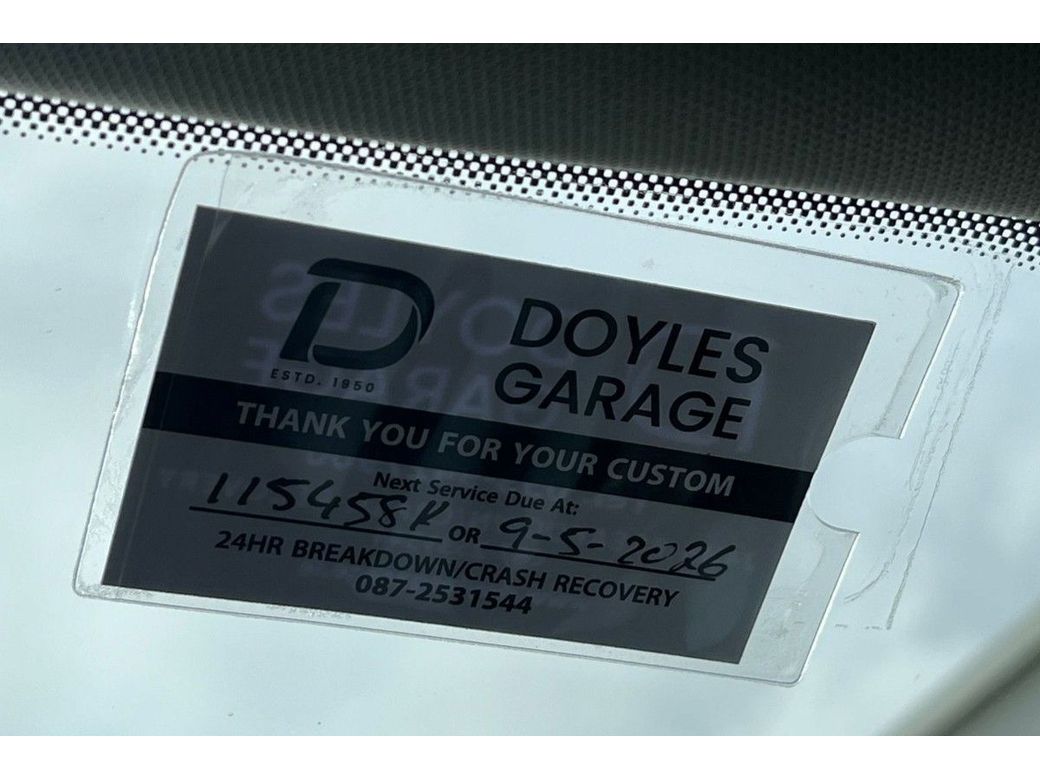 D
ESTD. 1950
DOYLES
GARAGE
THANK YOU FOR YOUR CUSTOM
Next Service Due At:
115458K OR 9-5-2026
24HR BREAKDOWN/CRASH RECOVERY
087-2531544